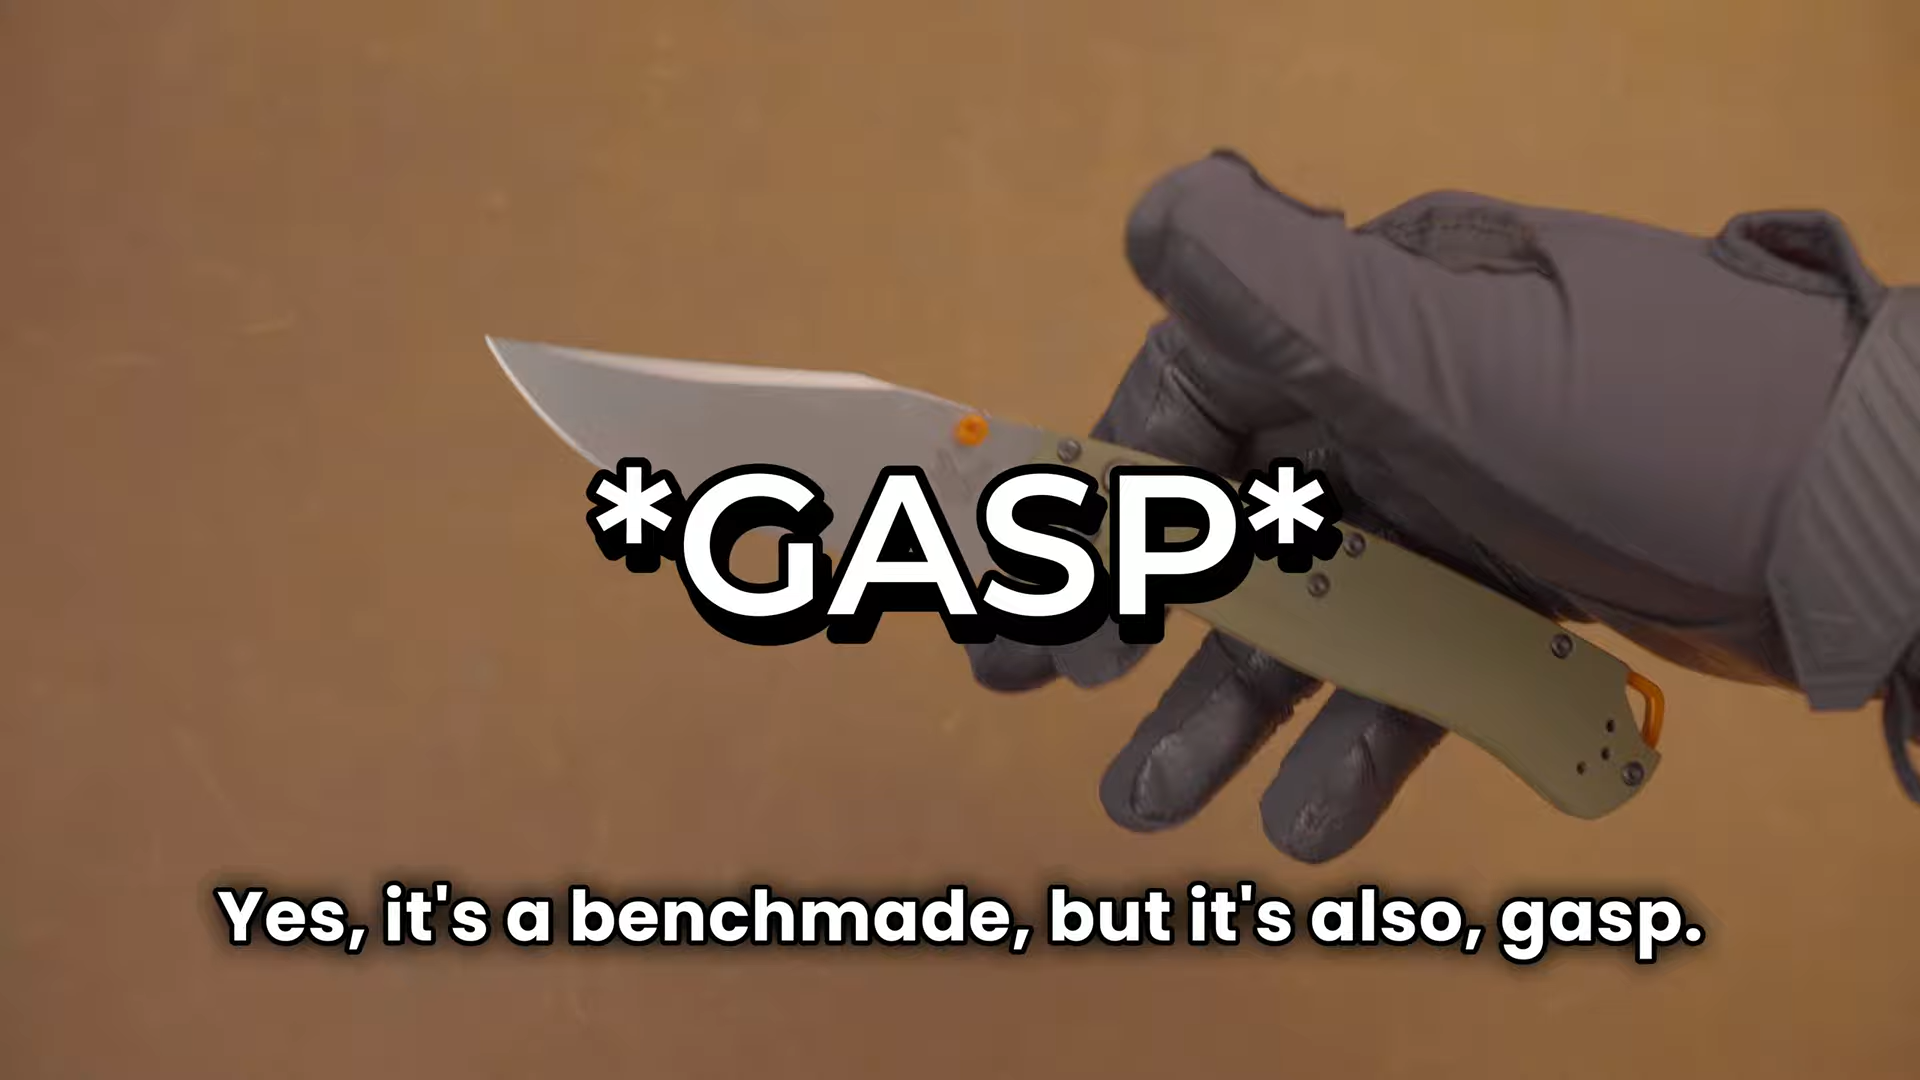 *GASP*
Yes, it's a benchmade, but it's also, gasp.